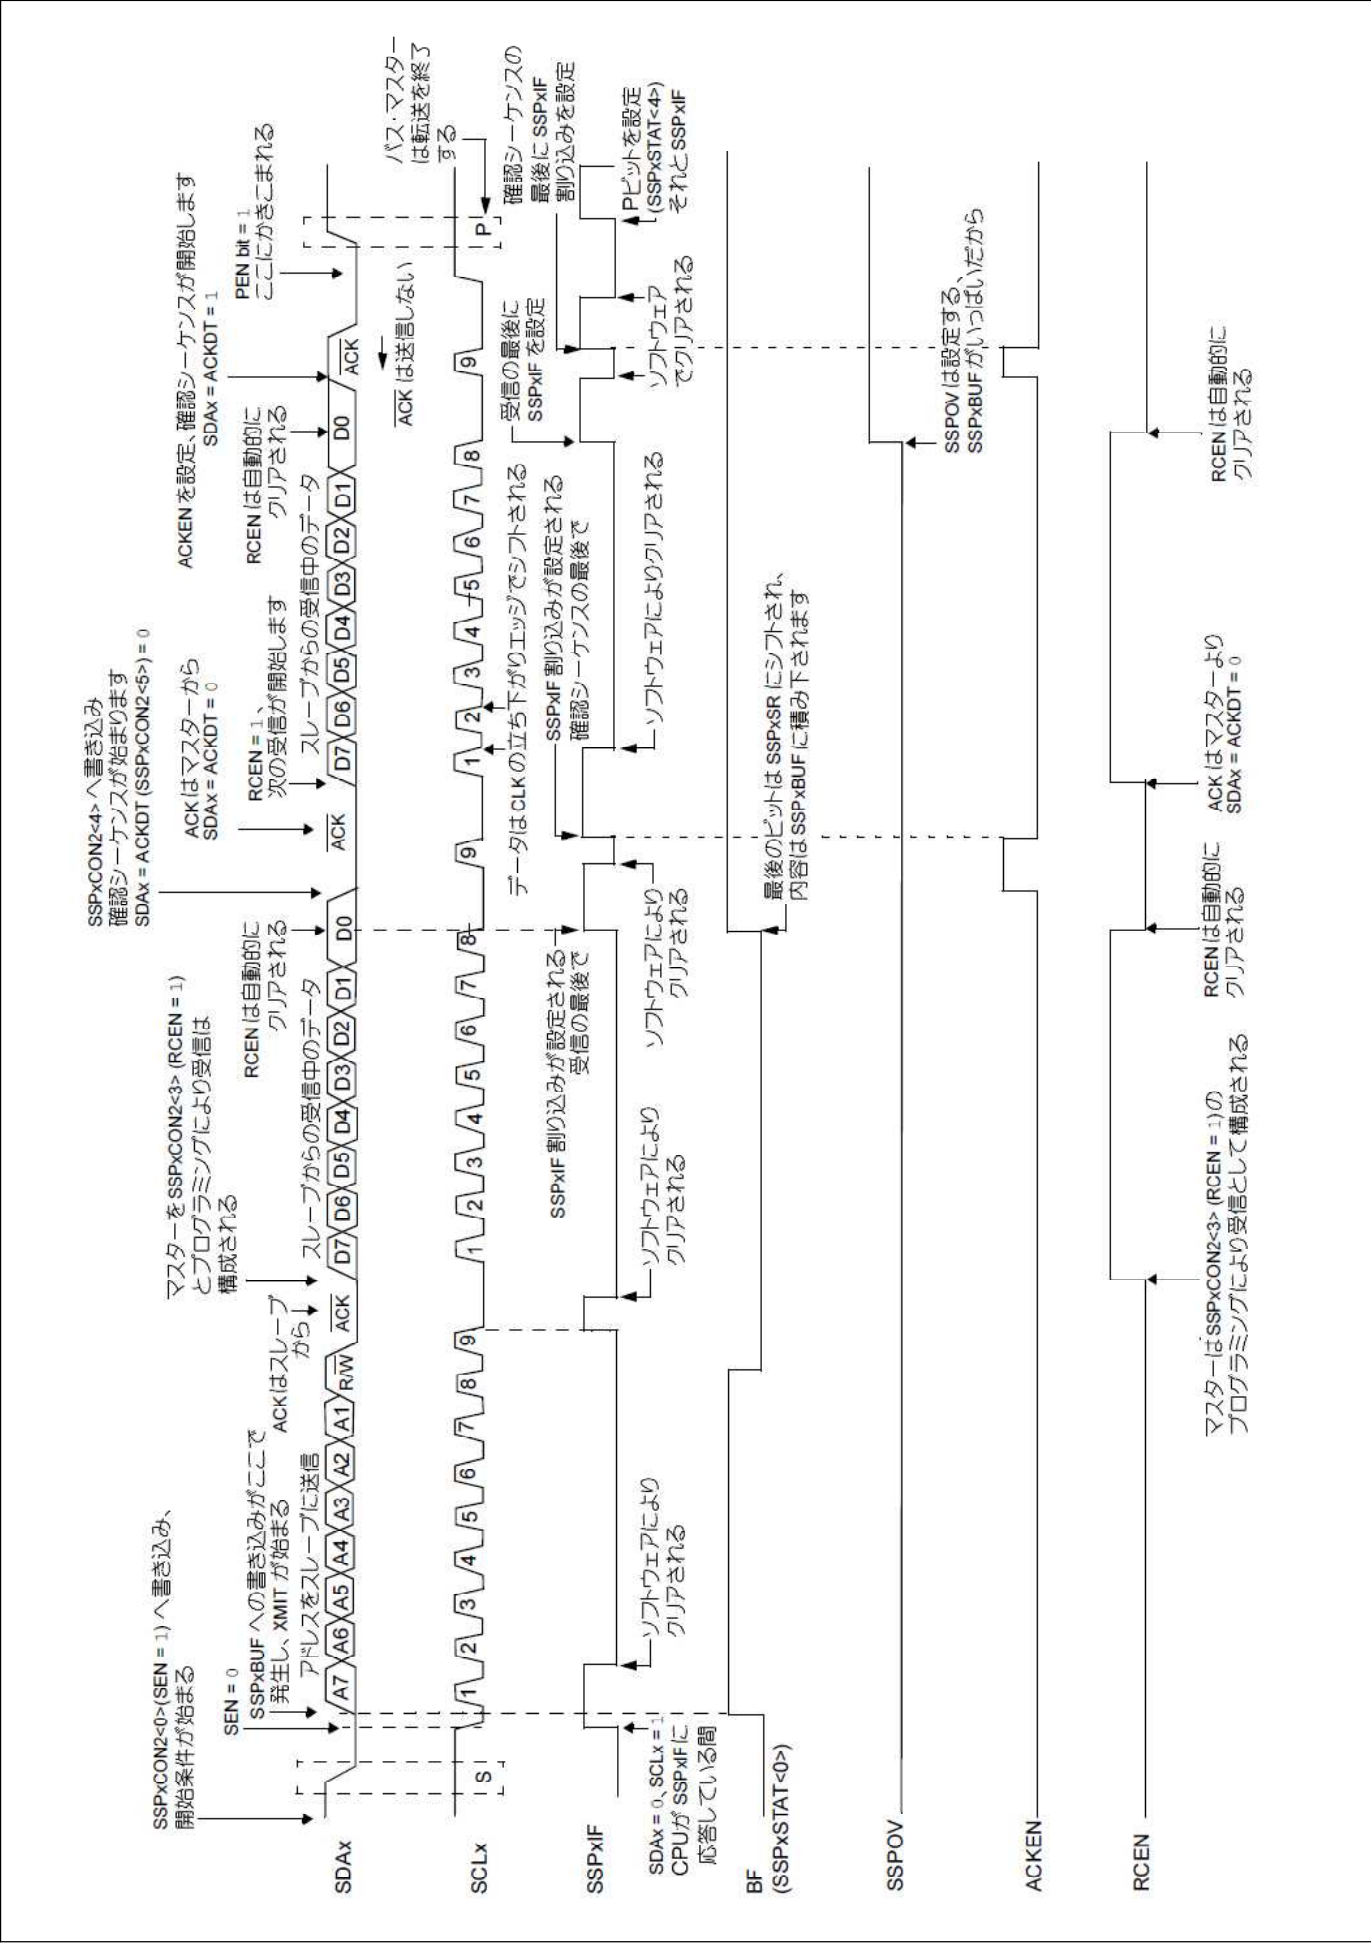 SSPxCON2<4> へ書き込み
確認シーケンスが始まります
SDAx = ACKDT (SSPxCON2<5>) = 0
ACKEN を設定、確認シーケンスが開始します
SDAx = ACKDT = 1
SSPxCON2<0>(SEN = 1) へ書き込み、
開始条件が始まる
マスターをSSPxCON2<3> (RCEN = 1)
とプログラミングにより受信は
構成される
ACK はマスターから
SDAx = ACKDT = 0
PEN bit = 1
ここにかきこまれる
SEN = 0
SSPxBUF への書き込みがここで
発生し、XMIT が始まる
RCEN は自動的に
クリアされる
RCEN = 1、
次の受信が開始します
RCEN は自動的に
クリアされる
アドレスをスレーブに送信
ACKはスレーブ
から
スレーブからの受信中のデータ
スレーブからの受信中のデータ
SDAx
A7 A6 A5 A4 A3 A2 A1 R/W ACK D7 D6 D5 D4 D3 D2 D1 D0 ACK D7 D6 D5 D4 D3 D2 D1 D0 ACK
バス・マスター
は転送を終了
する
ACK は送信しない
SCLx
S 1 2 3 4 5 6 7 8 9 1 2 3 4 5 6 7 8 9 1 2 3 4 5 6 7 8 9 P
データはCLKの立ち下がりエッジでシフトされる
受信の最後に
SSPxIF を設定
確認シーケンスの
最後に SSPxIF
割り込みを設定
SSPxIF 割り込みが設定される
受信の最後で
SSPxIF 割り込みが設定される
確認シーケンスの最後で
SSPxIF
Pビットを設定
(SSPxSTAT<4>)
それと SSPxIF
SDAx = 0、SCLx = 1
CPUが SSPxIFに
応答している間
ソフトウェアにより
クリアされる
ソフトウェアにより
クリアされる
ソフトウェアにより
クリアされる
ソフトウェアによりクリアされる
ソフトウェア
でクリアされる
BF
(SSPxSTAT<0>)
最後のビットは SSPxSR にシフトされ、
内容は SSPxBUF に積み下されます
SSPOV
SSPOV は設定する、
SSPxBUF がいっぱいだから
ACKEN
RCEN
マスターは SSPxCON2<3> (RCEN = 1)の
プログラミングにより受信として構成される
RCEN は自動的に
クリアされる
ACK はマスターより
SDAx = ACKDT = 0
RCEN は自動的に
クリアされる